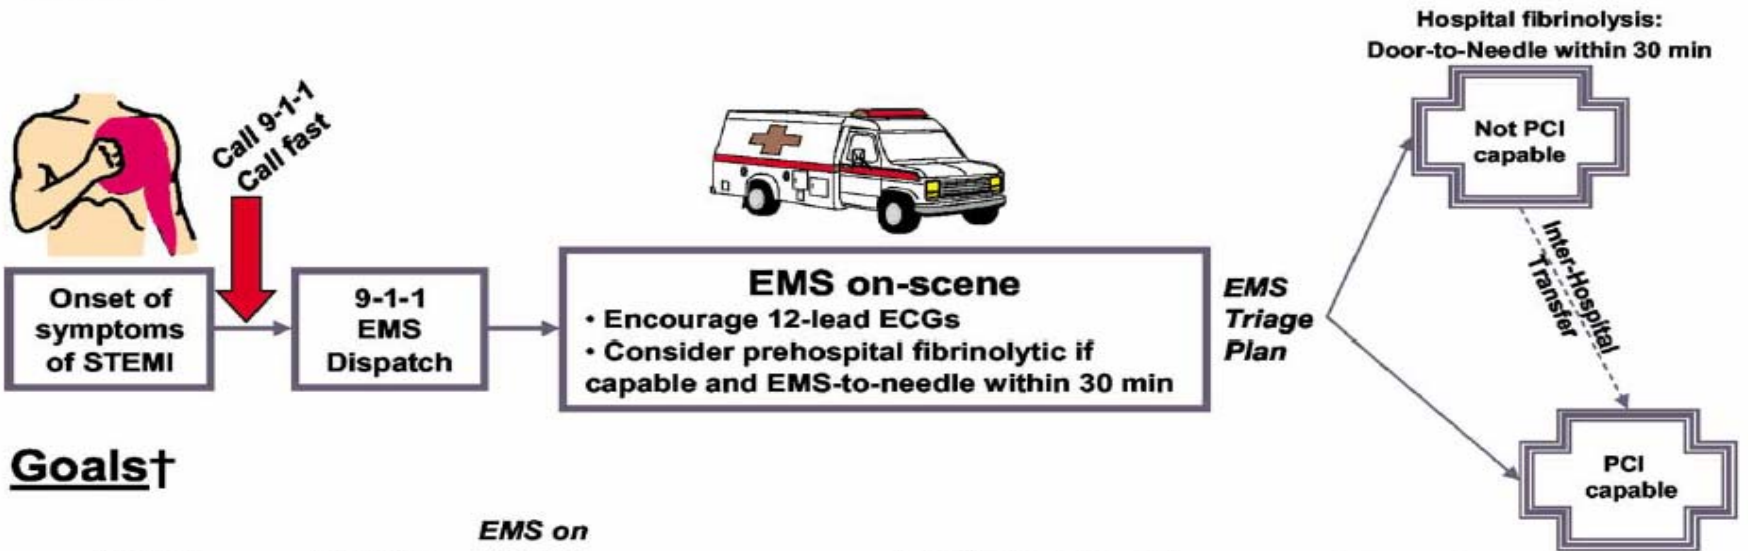 Hospital fibrinolysis:
Door-to-Needle within 30 min
Call 9-1-1
Call fast
Not PCI
capable
Inter-Hospital
Transfer
Onset of
symptoms
of STEMI
9-1-1
EMS
Dispatch
EMS on-scene
• Encourage 12-lead ECGs
• Consider prehospital fibrinolytic if
capable and EMS-to-needle within 30 min
EMS
Triage
Plan
PCI
capable
Goals†
EMS on